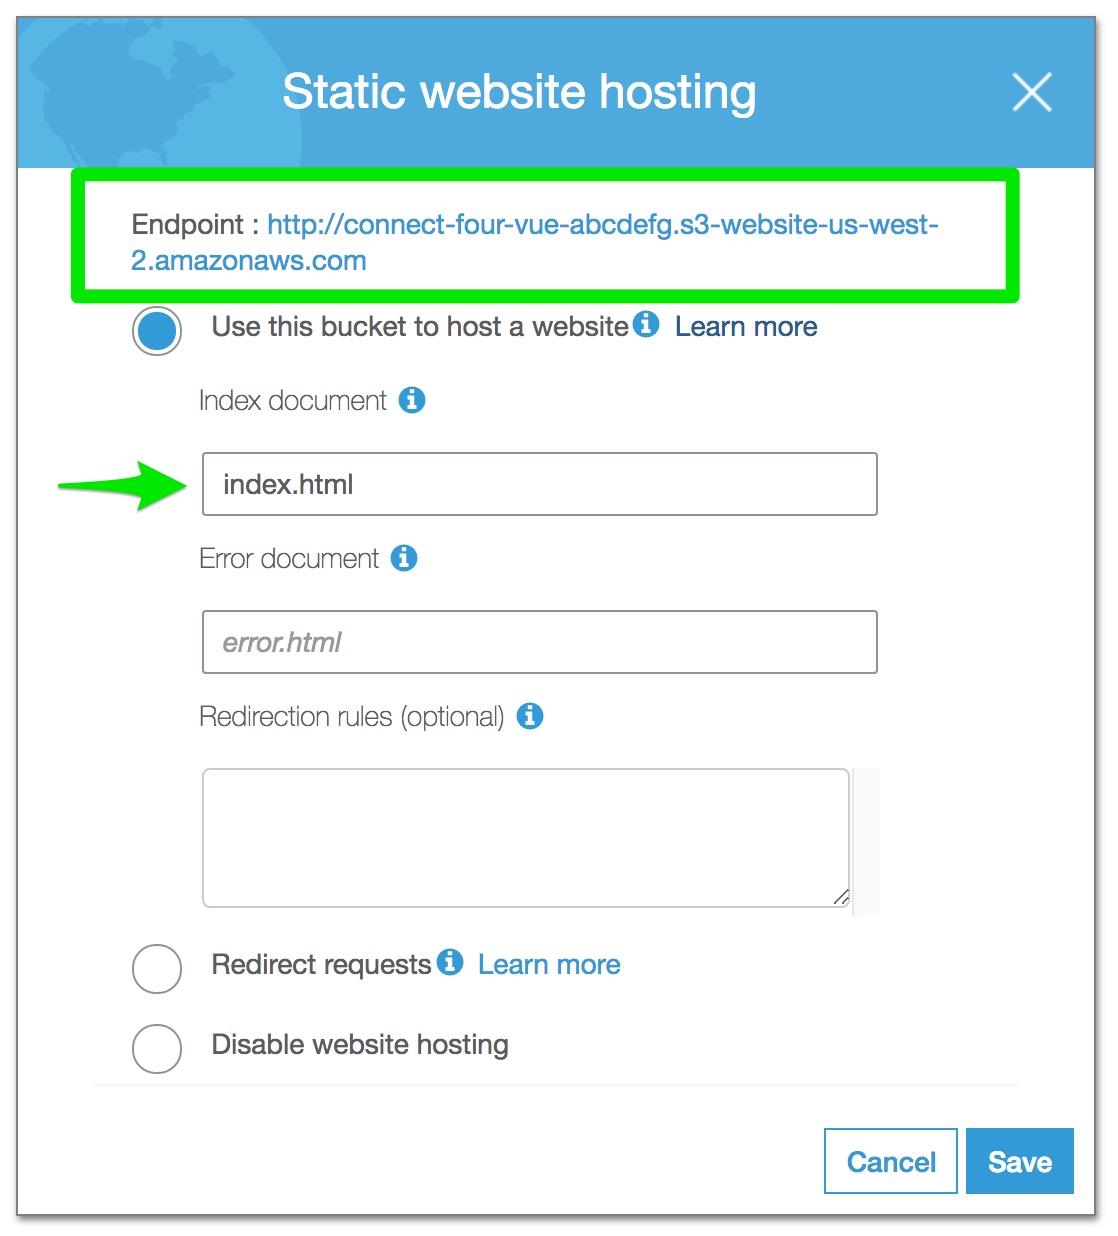 Static website hosting
Endpoint : http://connect-four-vue-abcdefg.s3-website-us-west-
2.amazonaws.com
Use this bucket to host a website Learn more
Index document
index.html
Error document
error.html
Redirection rules (optional)
Redirect requests Learn more
Disable website hosting
Cancel Save